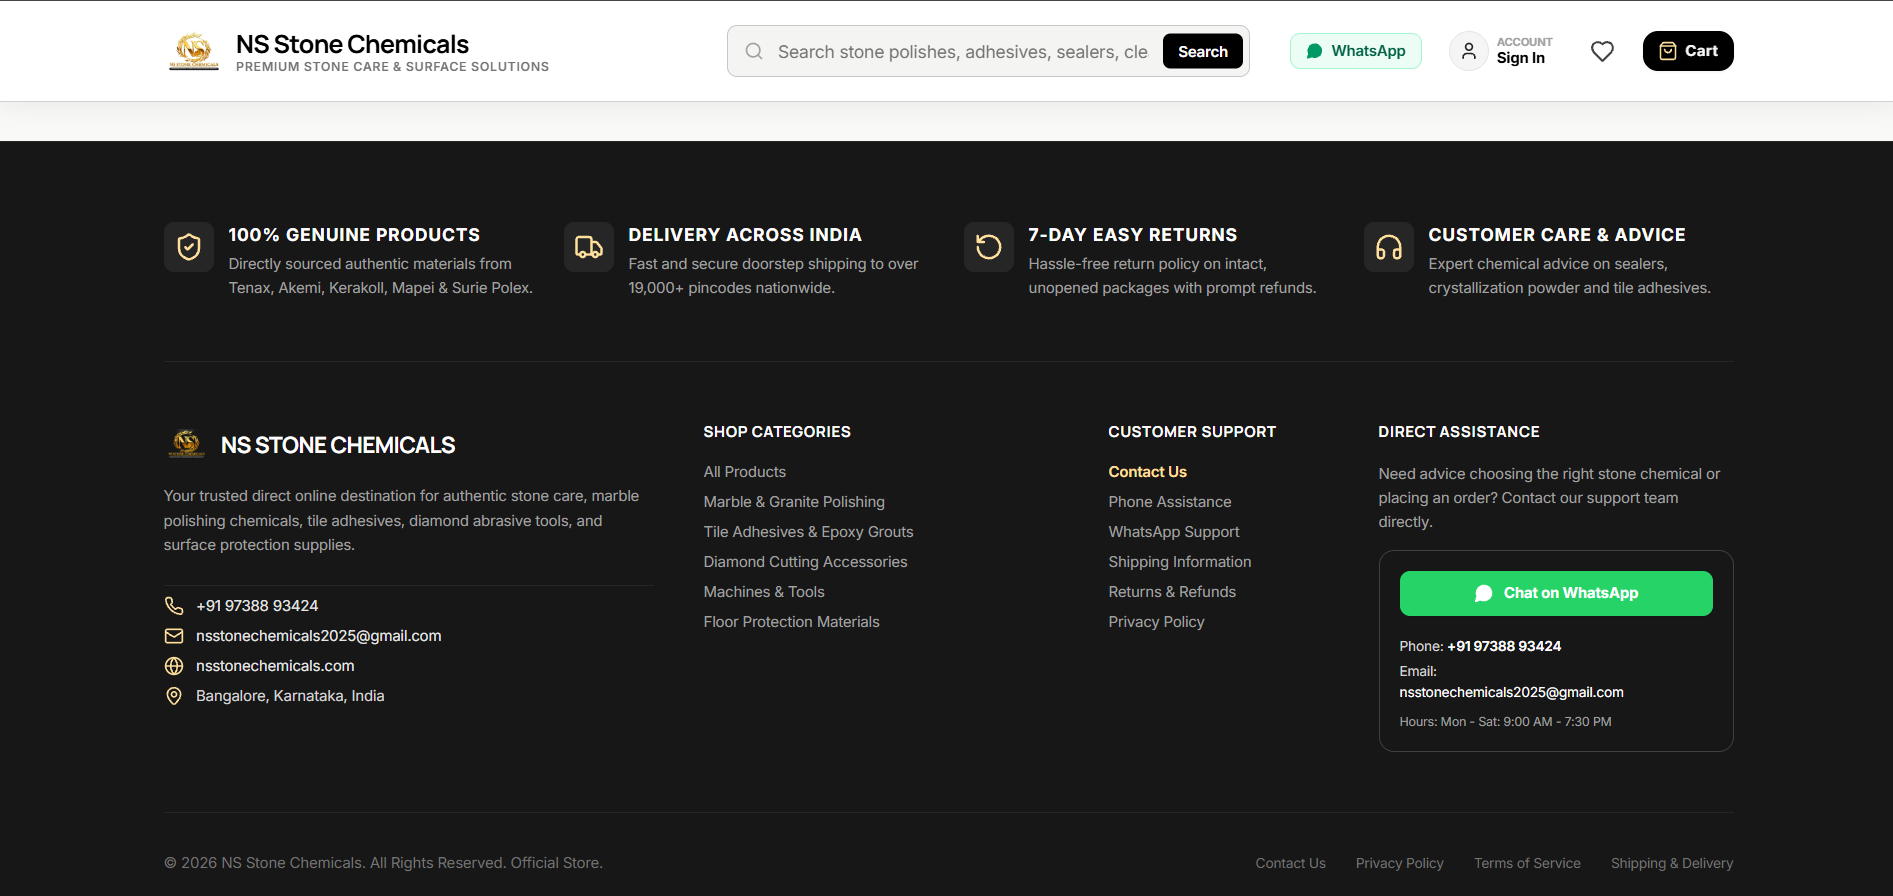 NS Stone Chemicals
PREMIUM STONE CARE & SURFACE SOLUTIONS
Search stone polishes, adhesives, sealers, cle
Search
WhatsApp
ACCOUNT
Sign In
Cart
100% GENUINE PRODUCTS
Directly sourced authentic materials from
Tenax, Akemi, Kerakoll, Mapei & Surie Polex.
DELIVERY ACROSS INDIA
Fast and secure doorstep shipping to over
19,000+ pincodes nationwide.
7-DAY EASY RETURNS
Hassle-free return policy on intact,
unopened packages with prompt refunds.
CUSTOMER CARE & ADVICE
Expert chemical advice on sealers,
crystallization powder and tile adhesives.
NS STONE CHEMICALS
Your trusted direct online destination for authentic stone care, marble
polishing chemicals, tile adhesives, diamond abrasive tools, and
surface protection supplies.
+91 97388 93424
nsstonechemicals2025@gmail.com
nsstonechemicals.com
Bangalore, Karnataka, India
SHOP CATEGORIES
All Products
Marble & Granite Polishing
Tile Adhesives & Epoxy Grouts
Diamond Cutting Accessories
Machines & Tools
Floor Protection Materials
CUSTOMER SUPPORT
Contact Us
Phone Assistance
WhatsApp Support
Shipping Information
Returns & Refunds
Privacy Policy
DIRECT ASSISTANCE
Need advice choosing the right stone chemical or
placing an order? Contact our support team
directly.
Chat on WhatsApp
Phone: +91 97388 93424
Email:
nsstonechemicals2025@gmail.com
Hours: Mon - Sat: 9:00 AM - 7:30 PM
© 2026 NS Stone Chemicals. All Rights Reserved. Official Store.
Contact Us
Privacy Policy
Terms of Service
Shipping & Delivery